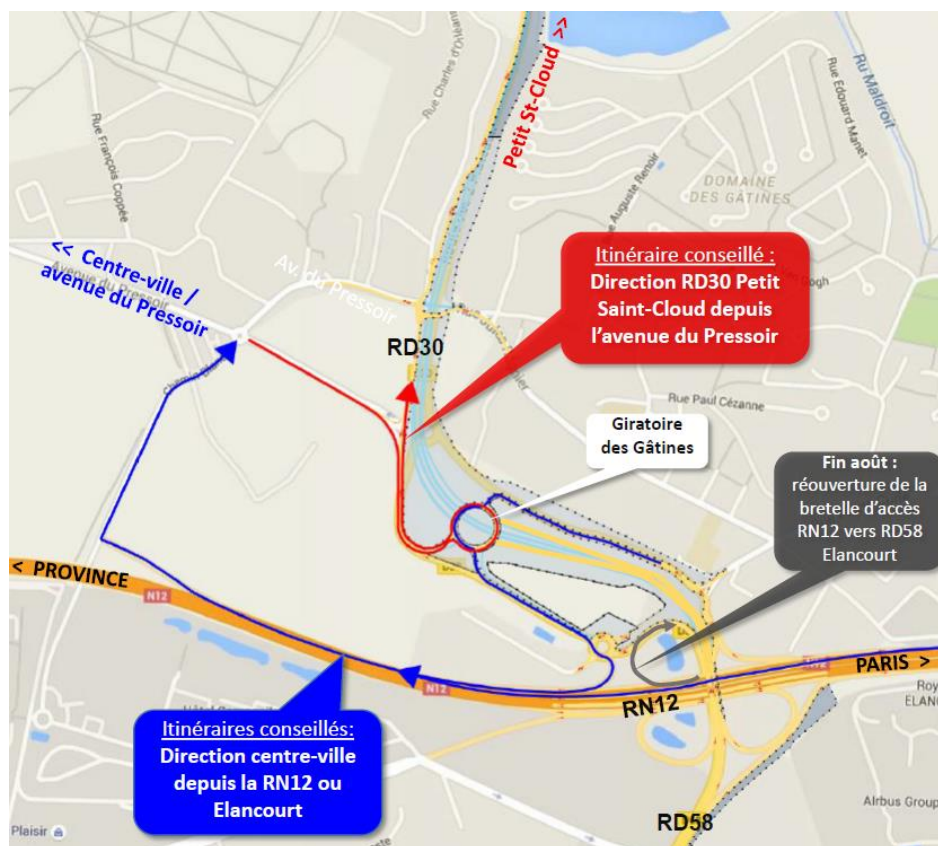 Petit St-Cloud >>
Rue Charles d'Orléans
Rue François Coppée
Ru Maldroit
Rue Edouard Manet
Rue Auguste Renoir
DOMAINE
DES GÂTINES
<< Centre-ville /
avenue du Pressoir
Avenue du Pressoir
Av. du Pressoir
Itinéraire conseillé :
Direction RD30 Petit
Saint-Cloud depuis
l'avenue du Pressoir
RD30
Rue Paul Cézanne
Giratoire
des Gâtines
Fin août :
réouverture de la
bretelle d'accès
RN12 vers RD58
Elancourt
< PROVINCE
N12
N12
PARIS >
RN12
Itinéraires conseillés:
Direction centre-ville
depuis la RN12 ou
Elancourt
RD58
Airbus Group
Plaisir